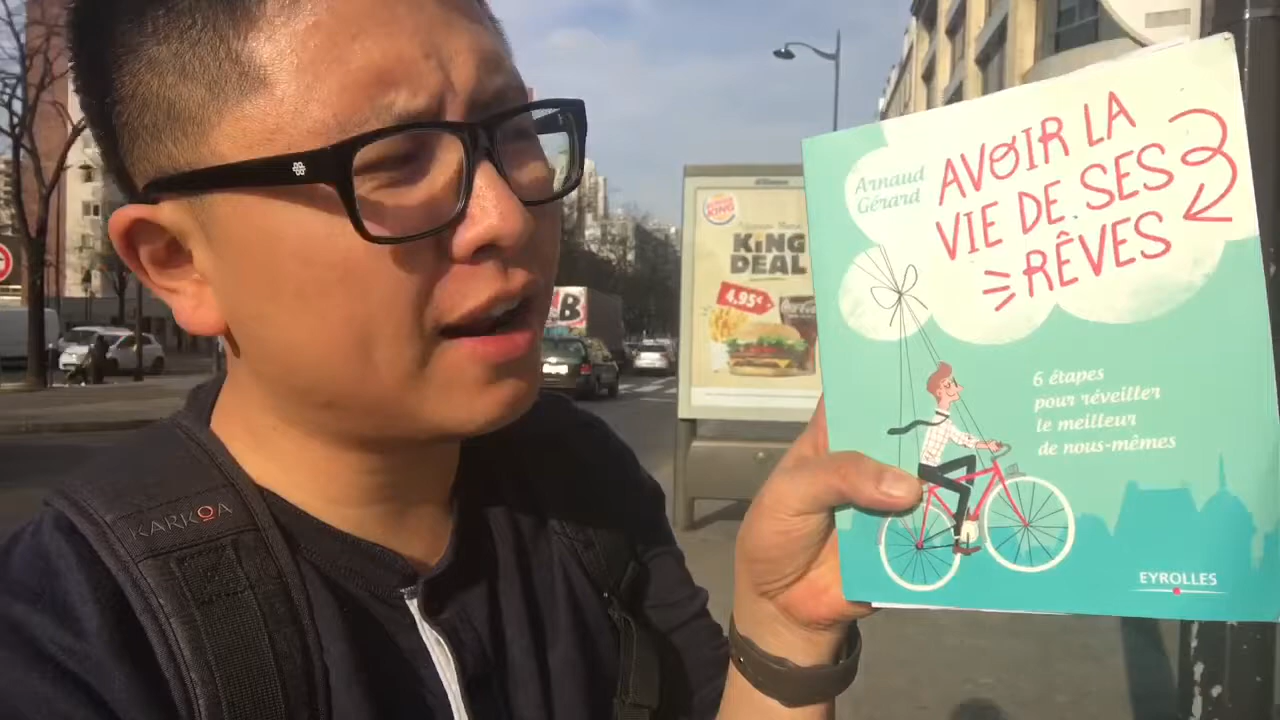 Arnaud
Gérard
AVOIR LA
VIE DE SES
RÊVES
6 étapes
pour réveiller
le meilleur
de nous-mêmes
EYROLLES
KING
KING
DEAL
4,95€
KARKOA
B